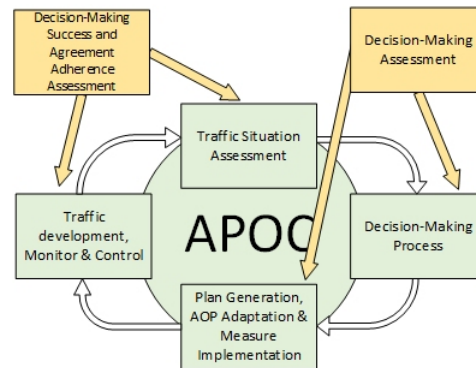 Decision-Making
Success and
Agreement
Adherence
Assessment
Decision-Making
Assessment
Traffic Situation
Assessment
Traffic
development,
Monitor & Control
APOC
Decision-Making
Process
Plan Generation,
AOP Adaptation &
Measure
Implementation